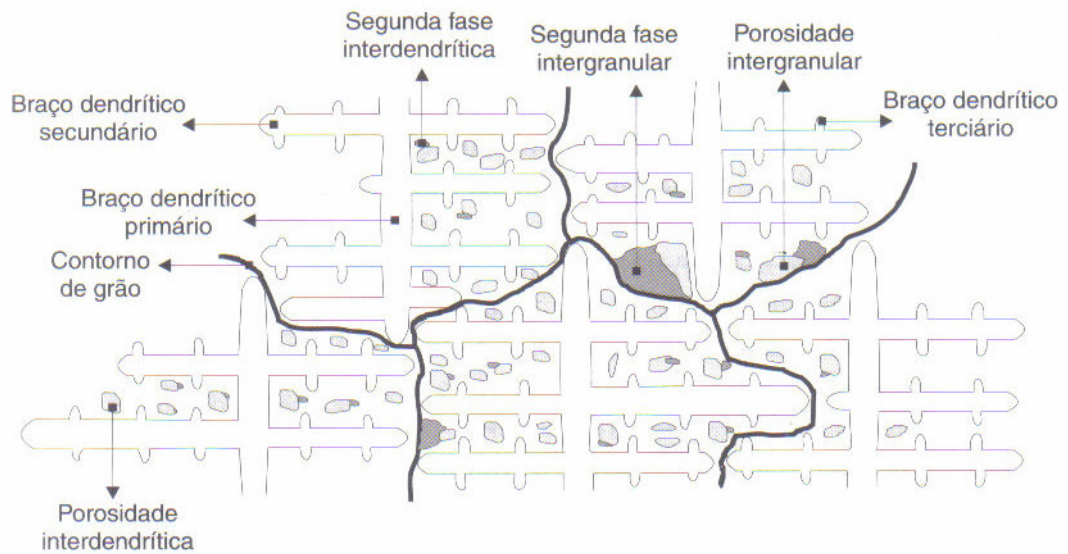 Segunda fase
interdendrítica
Segunda fase
intergranular
Porosidade
intergranular
Braço dendrítico
secundário
Braço dendrítico
terciário
Braço dendrítico
primário
Contorno
de grão
Porosidade
interdendrítica